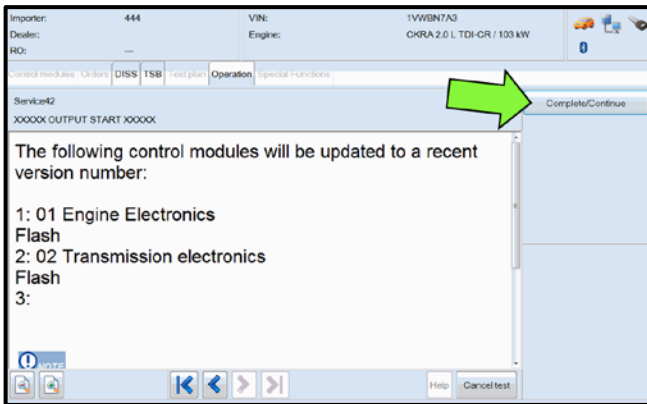 Importer: 444 VIN: 1VWBN7A3
Dealer: Engine: CKRA 2.0 L TDI-CR / 103 kW
RO: ---
Control modules Orders DISS TSB Test plan Operation Special Functions
Service42
XXXXX OUTPUT START XXXXX
Complete/Continue
The following control modules will be updated to a recent
version number:
1: 01 Engine Electronics
Flash
2: 02 Transmission electronics
Flash
3:
NOTE
Help Cancel test